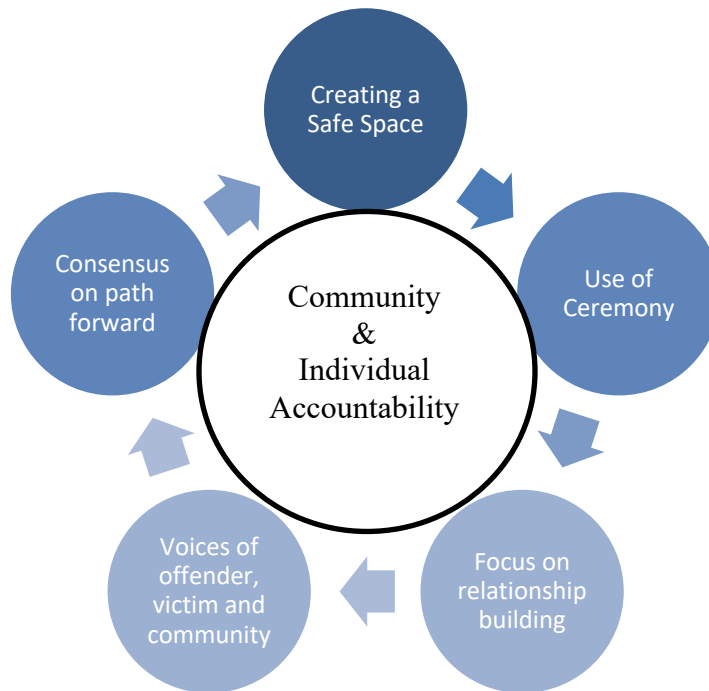 Creating a
Safe Space
Use of
Ceremony
Focus on
relationship
building
Voices of
offender,
victim and
community
Consensus
on path
forward
Community
&
Individual
Accountability